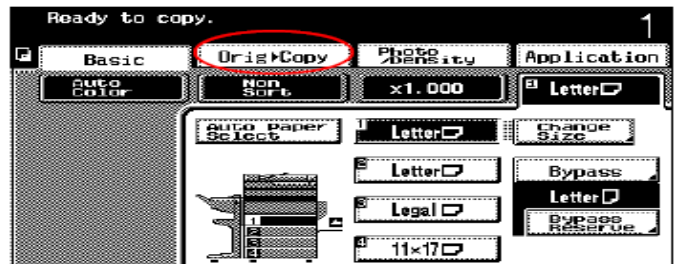 Ready to copy.
1
Basic
Orig▸Copy
Photo
/Density
Application
Auto
Color
Non
Sort
×1.000
1 Letter
Auto Paper
Select
1 Letter
Change
Size
2 Letter
Bypass
Letter
3 Legal
Bypass
Reserve
4 11×17
1
2
3
4